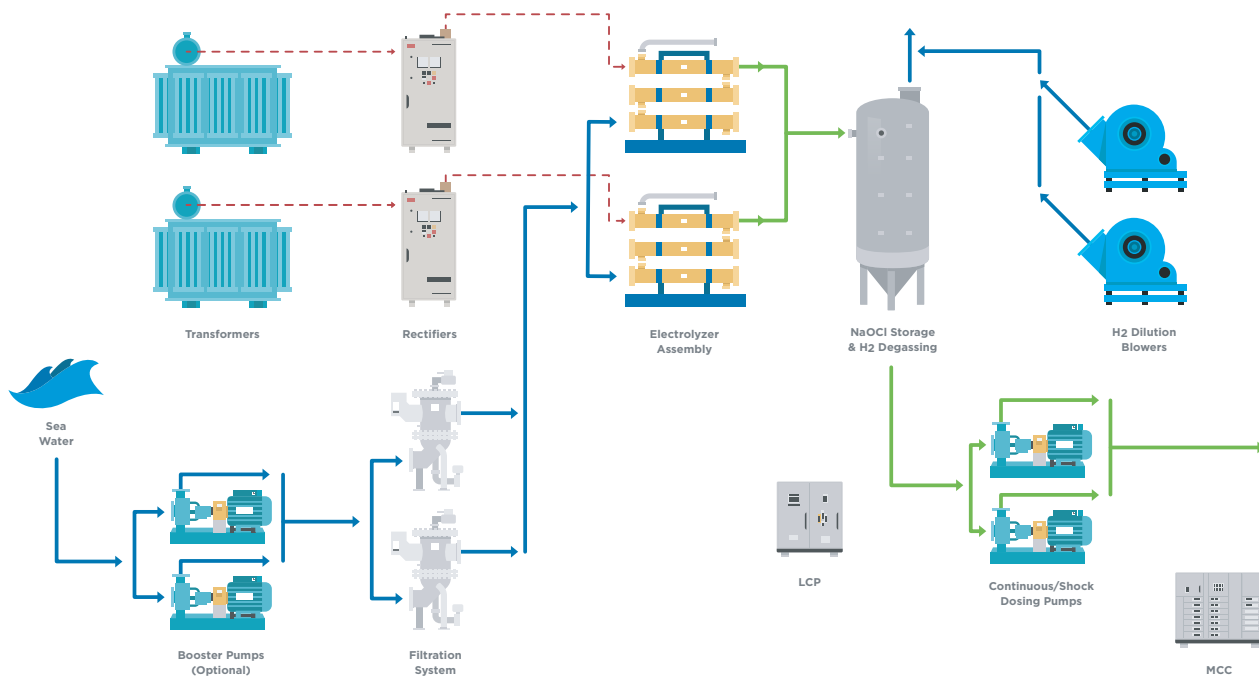 Transformers
Rectifiers
Electrolyzer
Assembly
NaOCl Storage
& H2 Degassing
H2 Dilution
Blowers
Sea
Water
LCP
Continuous/Shock
Dosing Pumps
Booster Pumps
(Optional)
Filtration
System
MCC